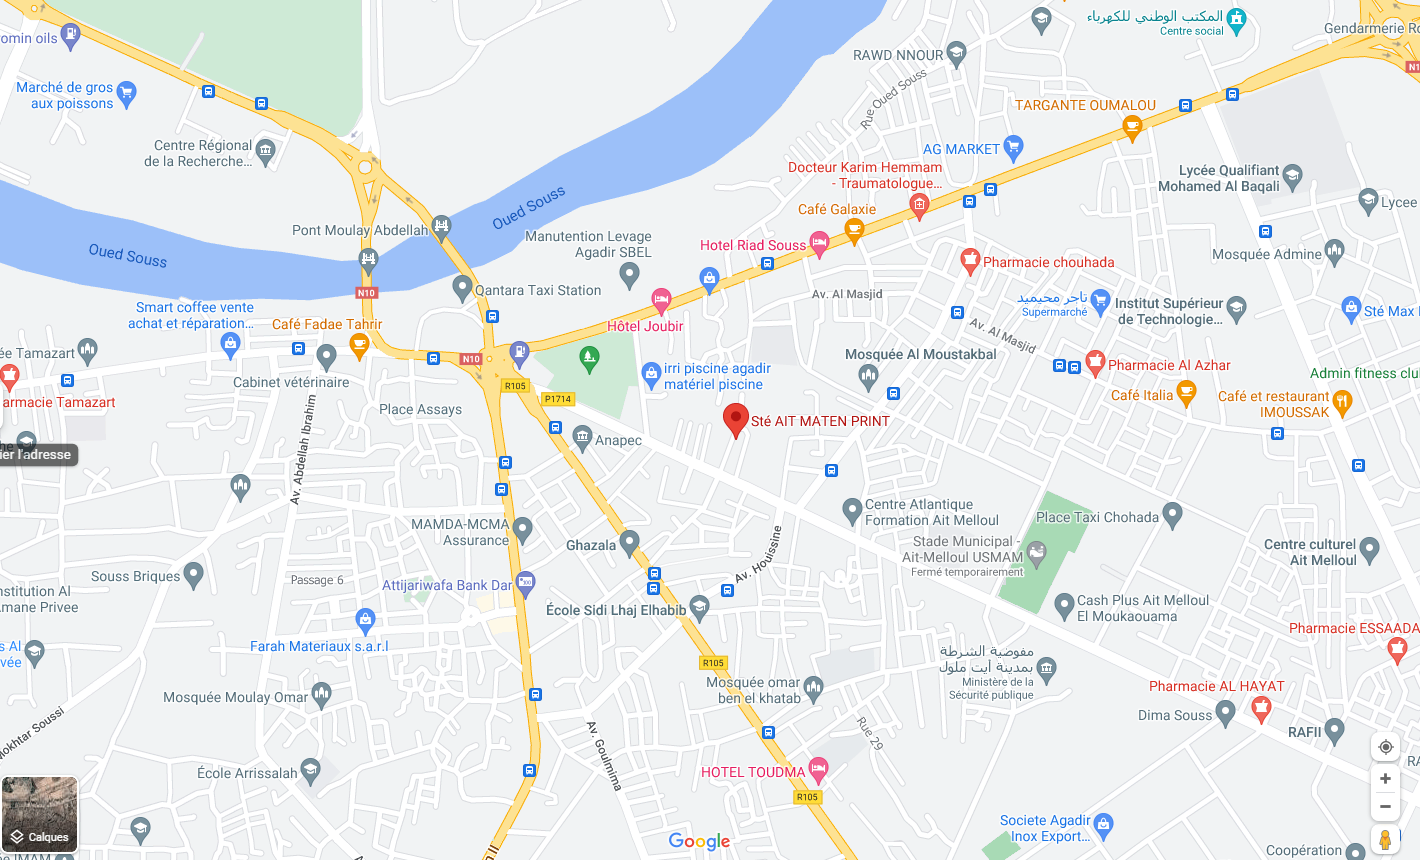 romin oils
المكتب الوطني للكهرباء
Centre social
Gendarmerie Ro
RAWD NNOUR
N10
Marché de gros
aux poissons
Rue Oued Souss
TARGANTE OUMALOU
Centre Régional
de la Recherche...
AG MARKET
Docteur Karim Hemmam
- Traumatologue...
Lycée Qualifiant
Mohamed Al Baqali
Lycee
Oued Souss
Café Galaxie
Pont Moulay Abdellah
Manutention Levage
Agadir SBEL
Hotel Riad Souss
Oued Souss
Mosquée Admine
Pharmacie chouhada
N10
Qantara Taxi Station
Av. Al Masjid
تاجر محيميد
Supermarché
Institut Supérieur
de Technologie...
Smart coffee vente
achat et réparation...
Café Fadae Tahrir
Hôtel Joubir
Av. Al Masjid
Sté Max
ée Tamazart
N10
Mosquée Al Moustakbal
Pharmacie Al Azhar
Cabinet vétérinaire
irri piscine agadir
matériel piscine
R105
P1714
Admin fitness clu
armacie Tamazart
Place Assays
Café Italia
Café et restaurant
IMOUSSAK
Sté AIT MATEN PRINT
Av. Abdellah Ibrahim
Anapec
ier l'adresse
MAMDA-MCMA
Assurance
Centre Atlantique
Formation Ait Melloul
Place Taxi Chohada
Ghazala
Av. Houissine
Stade Municipal -
Ait-Melloul USMAM
Fermé temporairement
Centre culturel
Ait Melloul
Souss Briques
Passage 6
Attijariwafa Bank Dar
nstitution Al
Amane Privee
École Sidi Lhaj Elhabib
Cash Plus Ait Melloul
El Moukaouama
Farah Materiaux s.a.r.l
Pharmacie ESSAADA
s Al
vée
مفوضية الشرطة
بمدينة أيت ملول
Ministère de la
Sécurité publique
R105
Mosquée omar
ben el khatab
Mosquée Moulay Omar
Pharmacie AL HAYAT
Dima Souss
Mokhtar Soussi
Av. Goulmima
Rue 29
RAFII
École Arrissalah
HOTEL TOUDMA
R105
Calques
Societe Agadir
Inox Export...
Google
Coopération